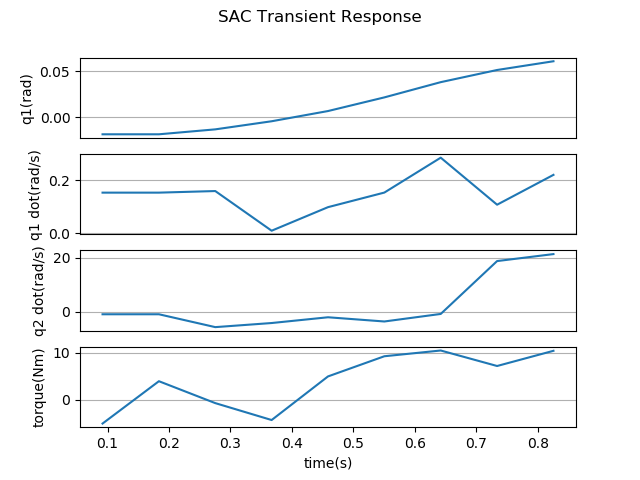 SAC Transient Response
q1(rad)
0.05
0.00
q1 dot(rad/s)
0.2
0.0
q2 dot(rad/s)
20
0
torque(Nm)
10
0
0.1 0.2 0.3 0.4 0.5 0.6 0.7 0.8
time(s)